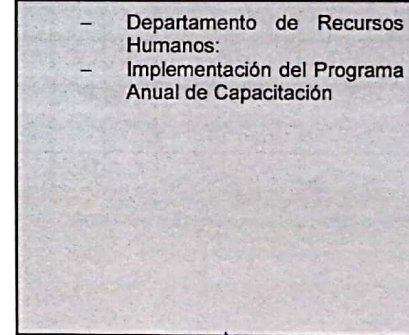 – Departamento de Recursos
Humanos:
– Implementación del Programa
Anual de Capacitación